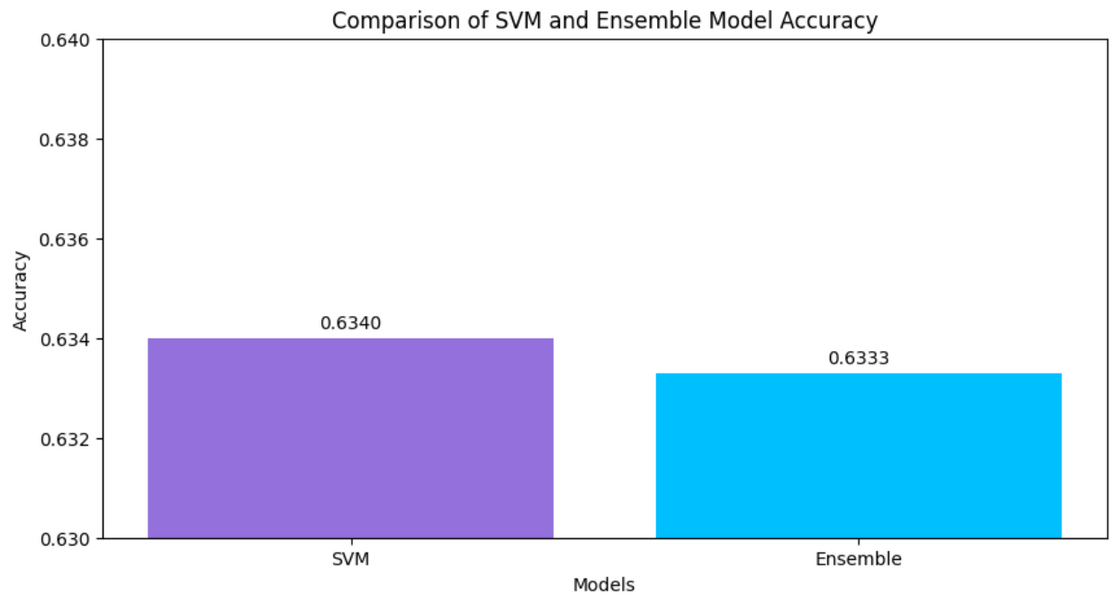 Comparison of SVM and Ensemble Model Accuracy
0.640
0.638
0.636
0.634
0.632
0.630
Accuracy
0.6340
0.6333
SVM
Ensemble
Models